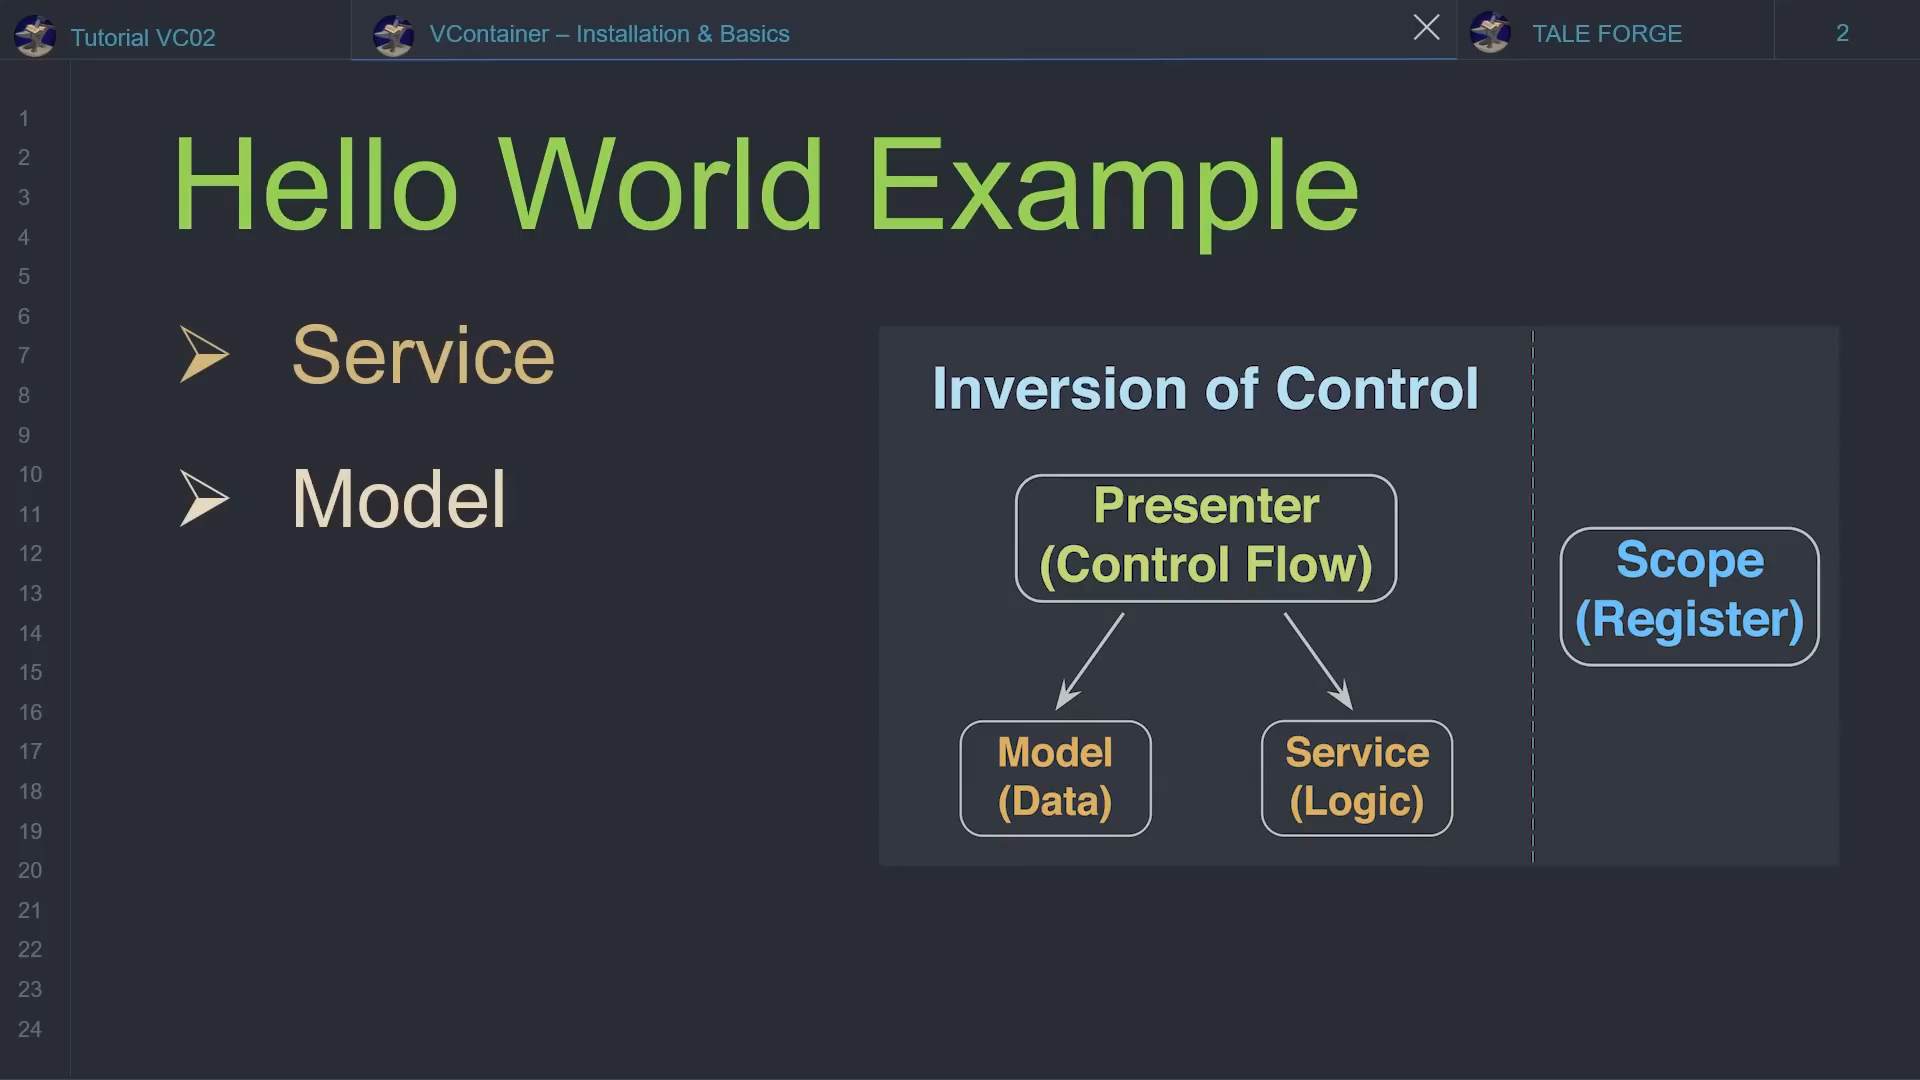 Tutorial VC02
VContainer – Installation & Basics
TALE FORGE
2
1
2
3
4
5
6
7
8
9
10
11
12
13
14
15
16
17
18
19
20
21
22
23
24
Hello World Example
Service
Model
Inversion of Control
Presenter
(Control Flow)
Model
(Data)
Service
(Logic)
Scope
(Register)